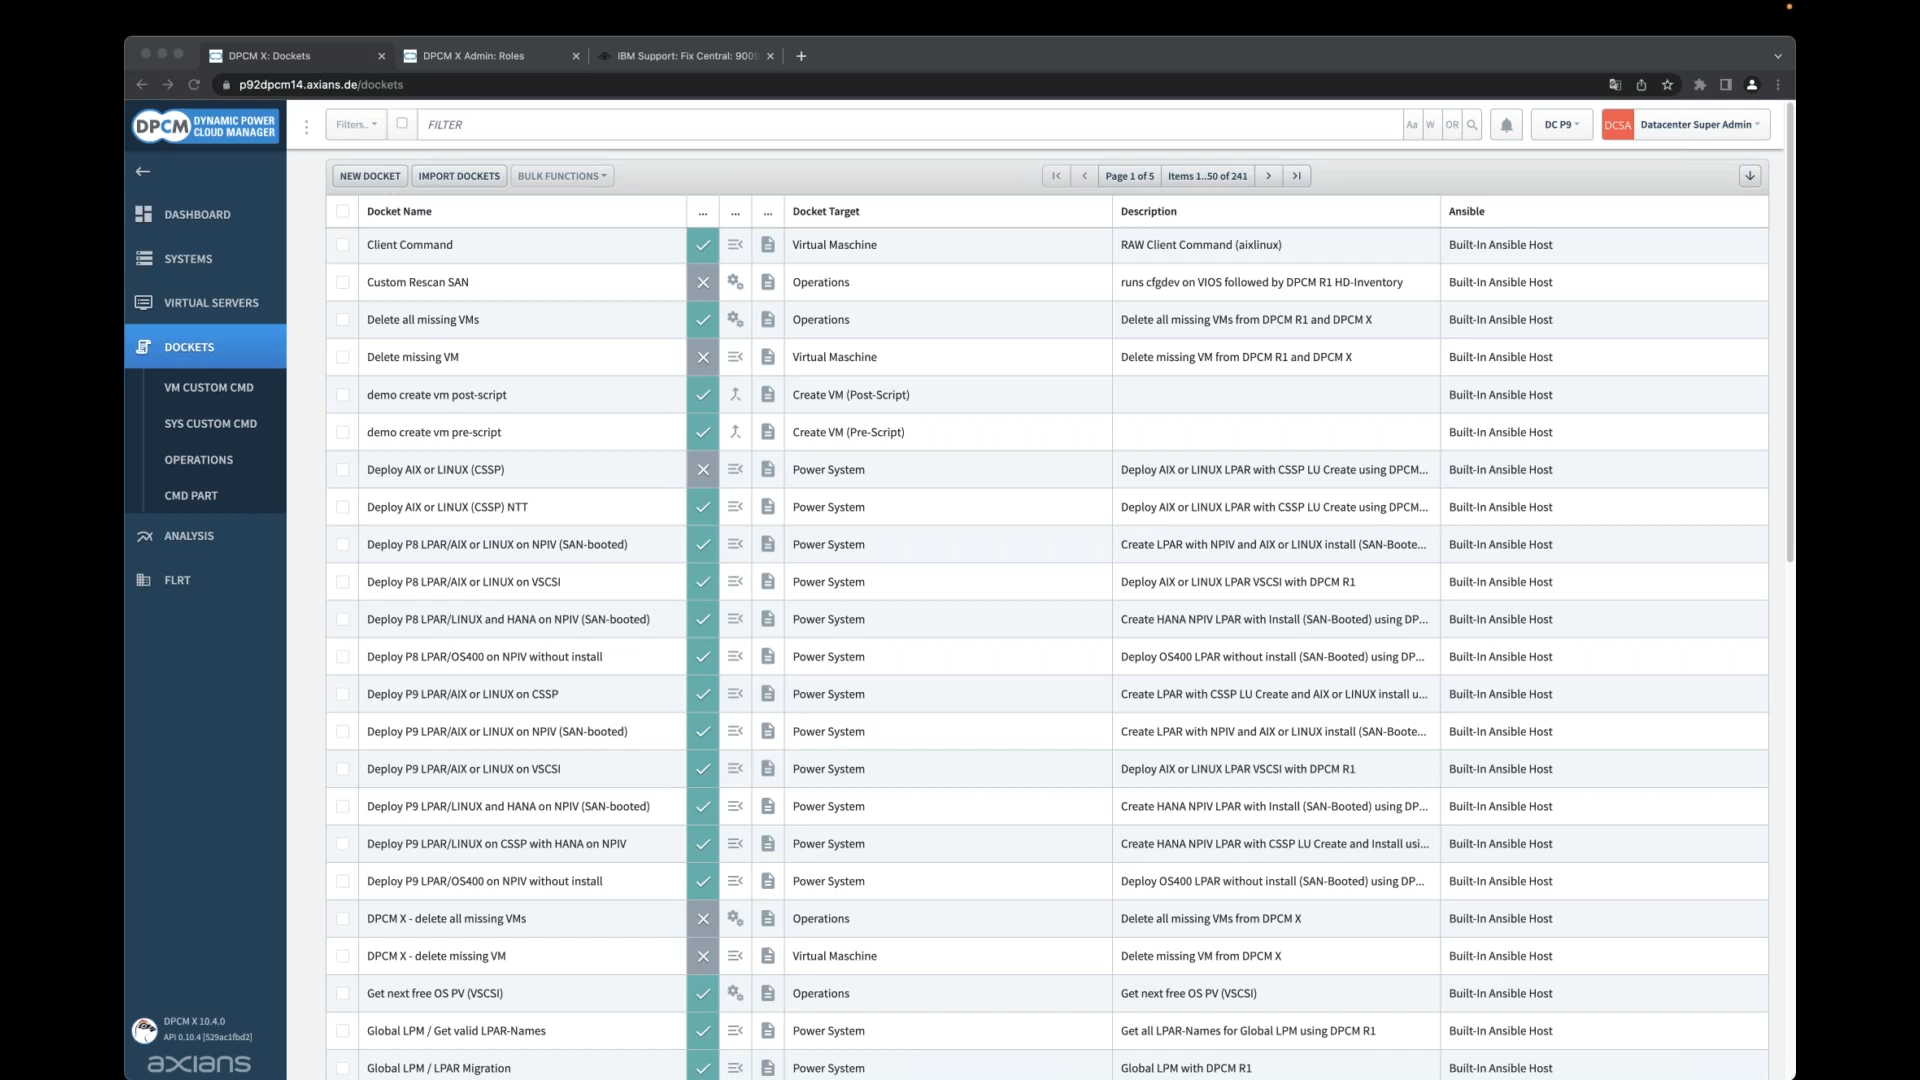 DPCM X: Dockets
DPCM X Admin: Roles
IBM Support: Fix Central: 9009
p92dpcm14.axians.de/dockets
DPCM DYNAMIC POWER CLOUD MANAGER
Filters..
FILTER
Aa
W
OR
DC P9
DCSA
Datacenter Super Admin
DASHBOARD
SYSTEMS
VIRTUAL SERVERS
DOCKETS
VM CUSTOM CMD
SYS CUSTOM CMD
OPERATIONS
CMD PART
ANALYSIS
FLRT
DPCM X 10.4.0
API 0.10.4 [529ac1fbd2]
axians
NEW DOCKET IMPORT DOCKETS BULK FUNCTIONS Page 1 of 5 Items 1..50 of 241
Docket Name ... ... ... Docket Target Description Ansible
Client Command Virtual Maschine RAW Client Command (aixlinux) Built-In Ansible Host
Custom Rescan SAN Operations runs cfgdev on VIOS followed by DPCM R1 HD-Inventory Built-In Ansible Host
Delete all missing VMs Operations Delete all missing VMs from DPCM R1 and DPCM X Built-In Ansible Host
Delete missing VM Virtual Maschine Delete missing VM from DPCM R1 and DPCM X Built-In Ansible Host
demo create vm post-script Create VM (Post-Script) Built-In Ansible Host
demo create vm pre-script Create VM (Pre-Script) Built-In Ansible Host
Deploy AIX or LINUX (CSSP) Power System Deploy AIX or LINUX LPAR with CSSP LU Create using DPCM... Built-In Ansible Host
Deploy AIX or LINUX (CSSP) NTT Power System Deploy AIX or LINUX LPAR with CSSP LU Create using DPCM... Built-In Ansible Host
Deploy P8 LPAR/AIX or LINUX on NPIV (SAN-booted) Power System Create LPAR with NPIV and AIX or LINUX install (SAN-Boote... Built-In Ansible Host
Deploy P8 LPAR/AIX or LINUX on VSCSI Power System Deploy AIX or LINUX LPAR VSCSI with DPCM R1 Built-In Ansible Host
Deploy P8 LPAR/LINUX and HANA on NPIV (SAN-booted) Power System Create HANA NPIV LPAR with Install (SAN-Booted) using DP... Built-In Ansible Host
Deploy P8 LPAR/OS400 on NPIV without install Power System Deploy OS400 LPAR without install (SAN-Booted) using DP... Built-In Ansible Host
Deploy P9 LPAR/AIX or LINUX on CSSP Power System Create LPAR with CSSP LU Create and AIX or LINUX install u... Built-In Ansible Host
Deploy P9 LPAR/AIX or LINUX on NPIV (SAN-booted) Power System Create LPAR with NPIV and AIX or LINUX install (SAN-Boote... Built-In Ansible Host
Deploy P9 LPAR/AIX or LINUX on VSCSI Power System Deploy AIX or LINUX LPAR VSCSI with DPCM R1 Built-In Ansible Host
Deploy P9 LPAR/LINUX and HANA on NPIV (SAN-booted) Power System Create HANA NPIV LPAR with Install (SAN-Booted) using DP... Built-In Ansible Host
Deploy P9 LPAR/LINUX on CSSP with HANA on NPIV Power System Create HANA NPIV LPAR with CSSP LU Create and Install usi... Built-In Ansible Host
Deploy P9 LPAR/OS400 on NPIV without install Power System Deploy OS400 LPAR without install (SAN-Booted) using DP... Built-In Ansible Host
DPCM X - delete all missing VMs Operations Delete all missing VMs from DPCM X Built-In Ansible Host
DPCM X - delete missing VM Virtual Maschine Delete missing VM from DPCM X Built-In Ansible Host
Get next free OS PV (VSCSI) Operations Get next free OS PV (VSCSI) Built-In Ansible Host
Global LPM / Get valid LPAR-Names Power System Get all LPAR-Names for Global LPM using DPCM R1 Built-In Ansible Host
Global LPM / LPAR Migration Power System Global LPM with DPCM R1 Built-In Ansible Host